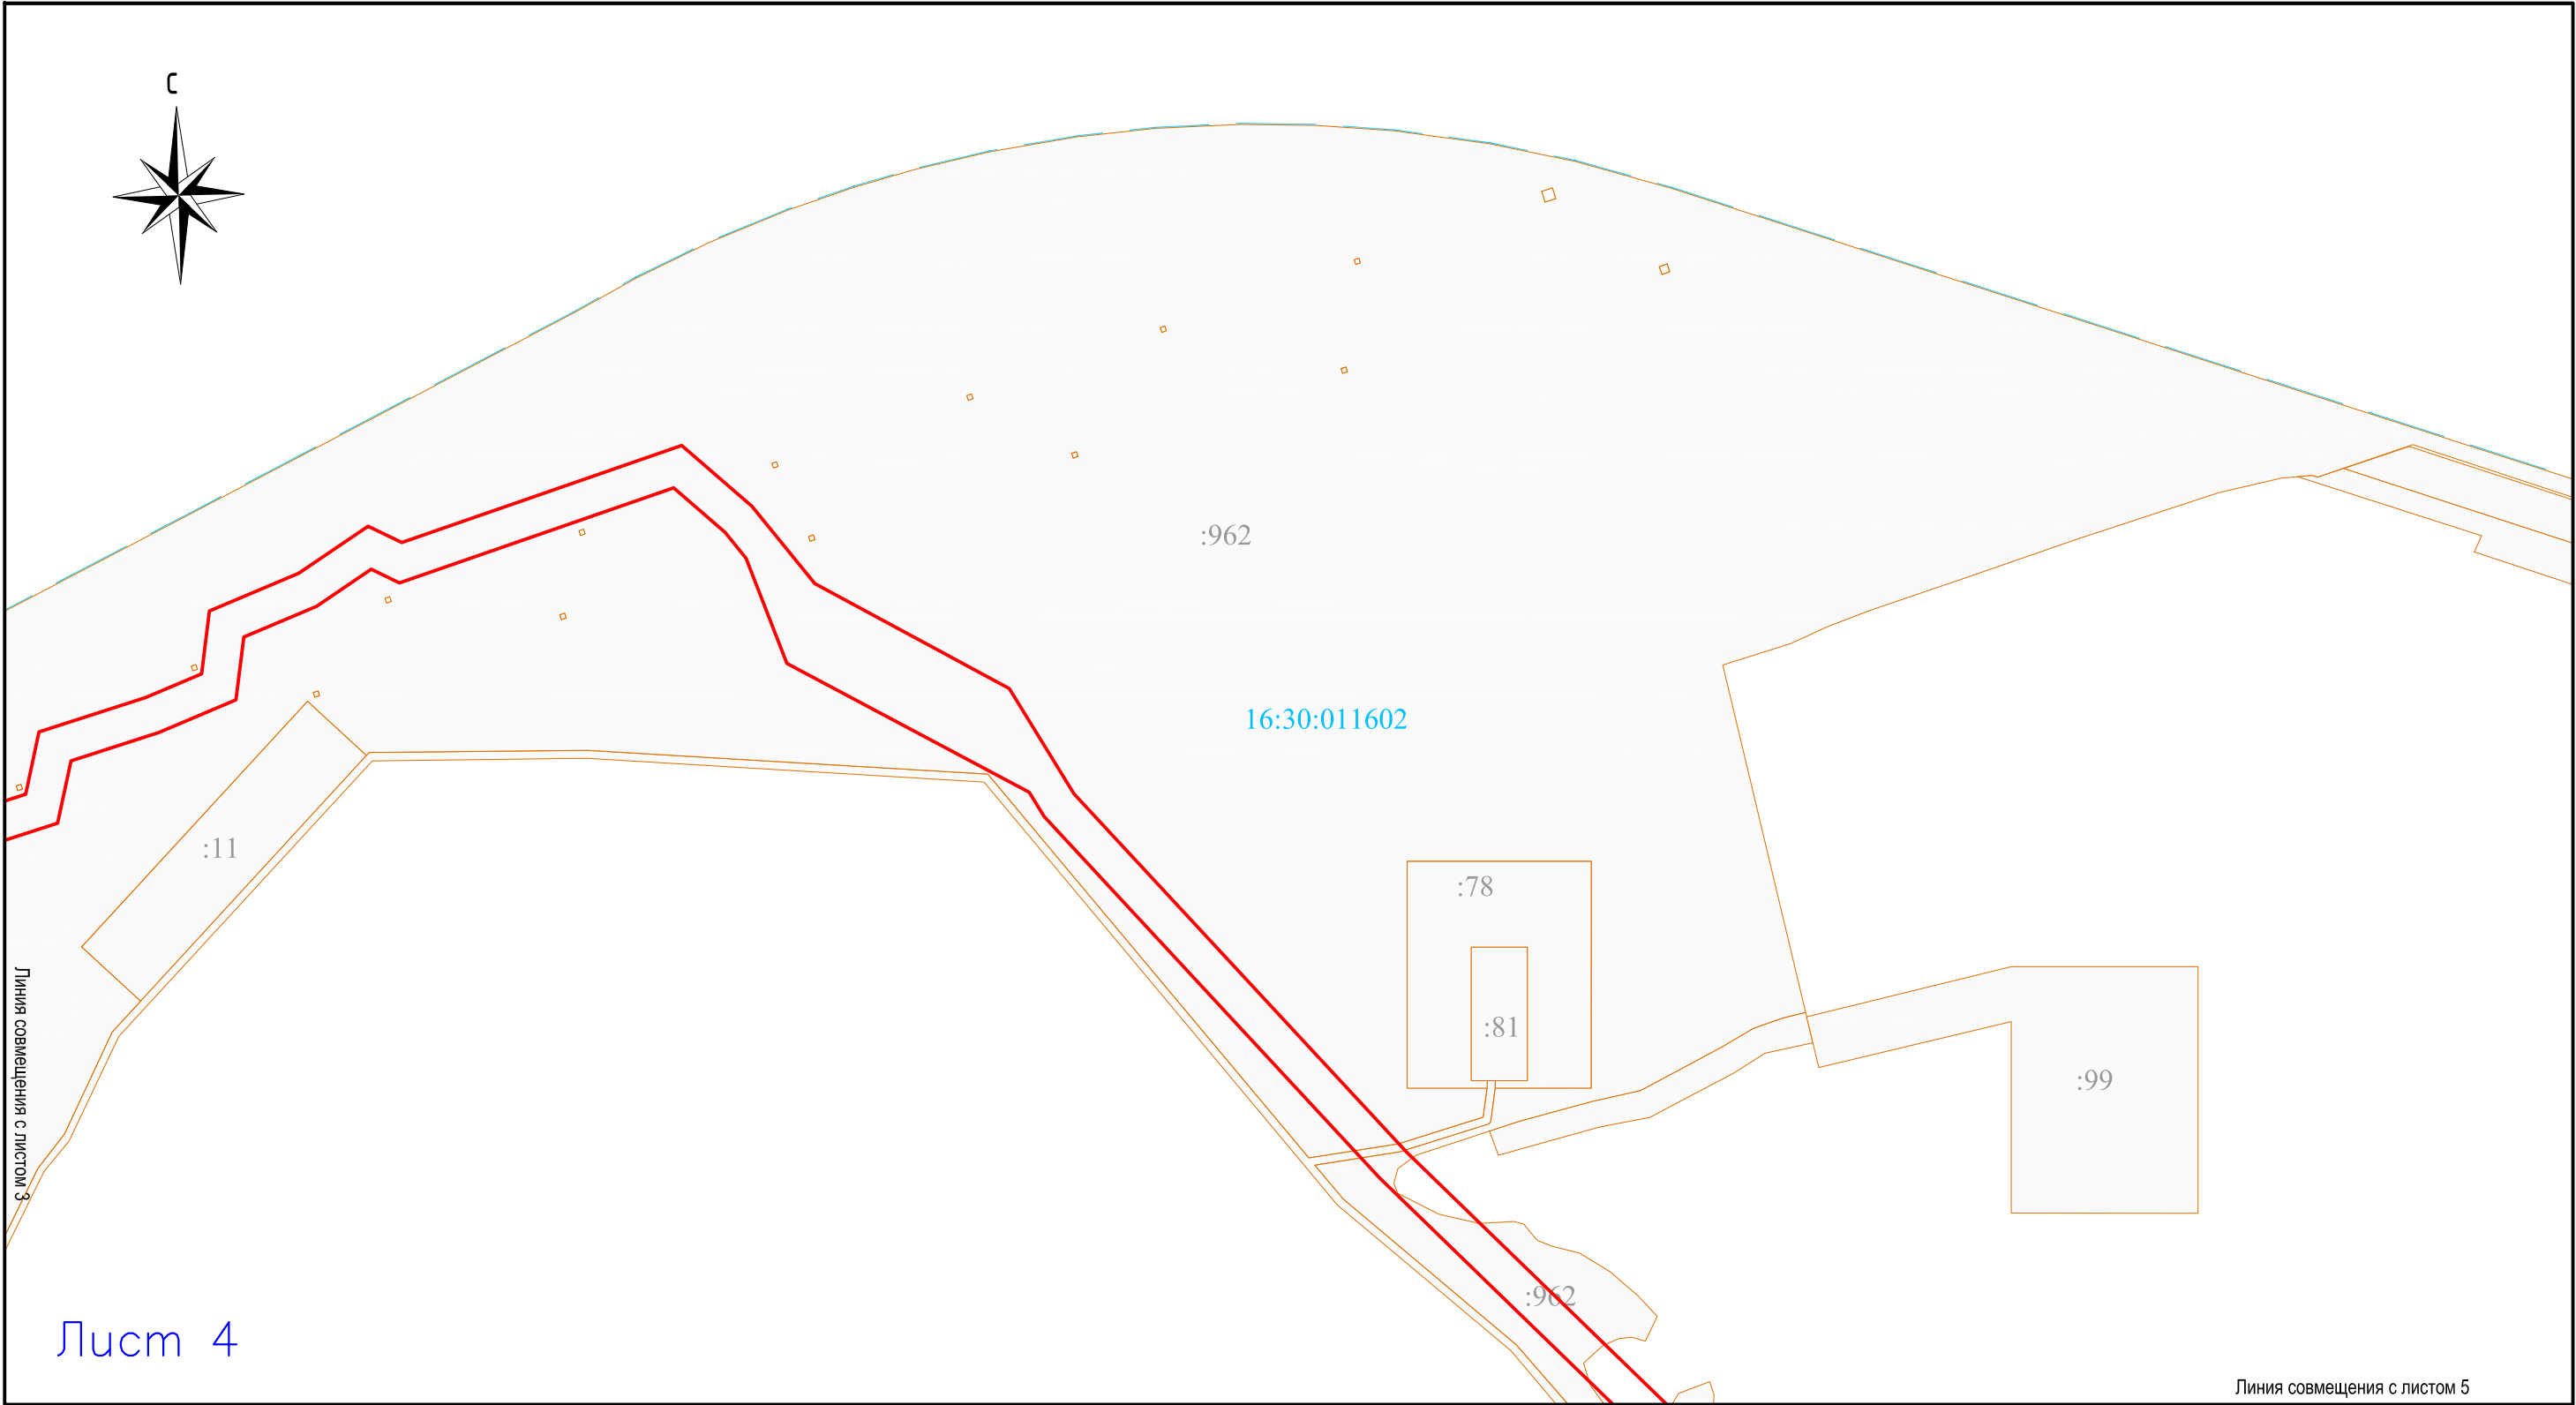 С
:962
16:30:011602
:11
:78
:81
:99
Линия совмещения с листом 3
:962
Лист 4
Линия совмещения с листом 5